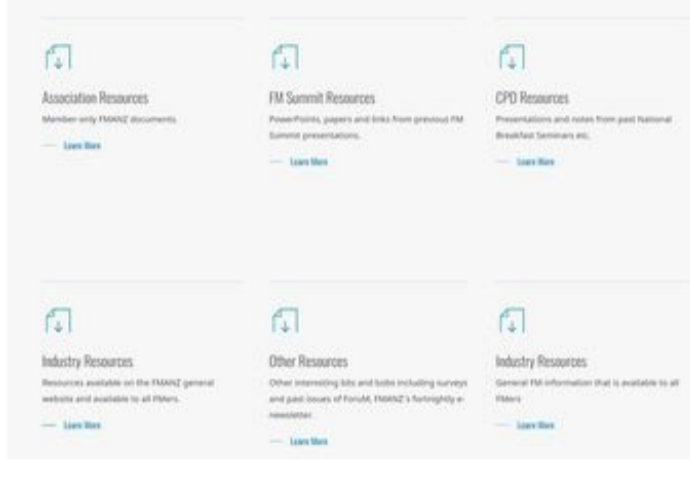 Association Resources
Member only FMANZ documents.
Learn More
FM Summit Resources
PowerPoints, papers and links from previous FM
Summit presentations.
Learn More
CPD Resources
Presentations and notes from past National
Breakfast Seminars etc.
Learn More
Industry Resources
Resources available on the FMANZ general
website and available to all FMers.
Learn More
Other Resources
Other interesting bits and bobs including surveys
and past issues of ForuM, FMANZ's fortnightly e-
newsletter.
Learn More
Industry Resources
General FM information that is available to all
FMers
Learn More